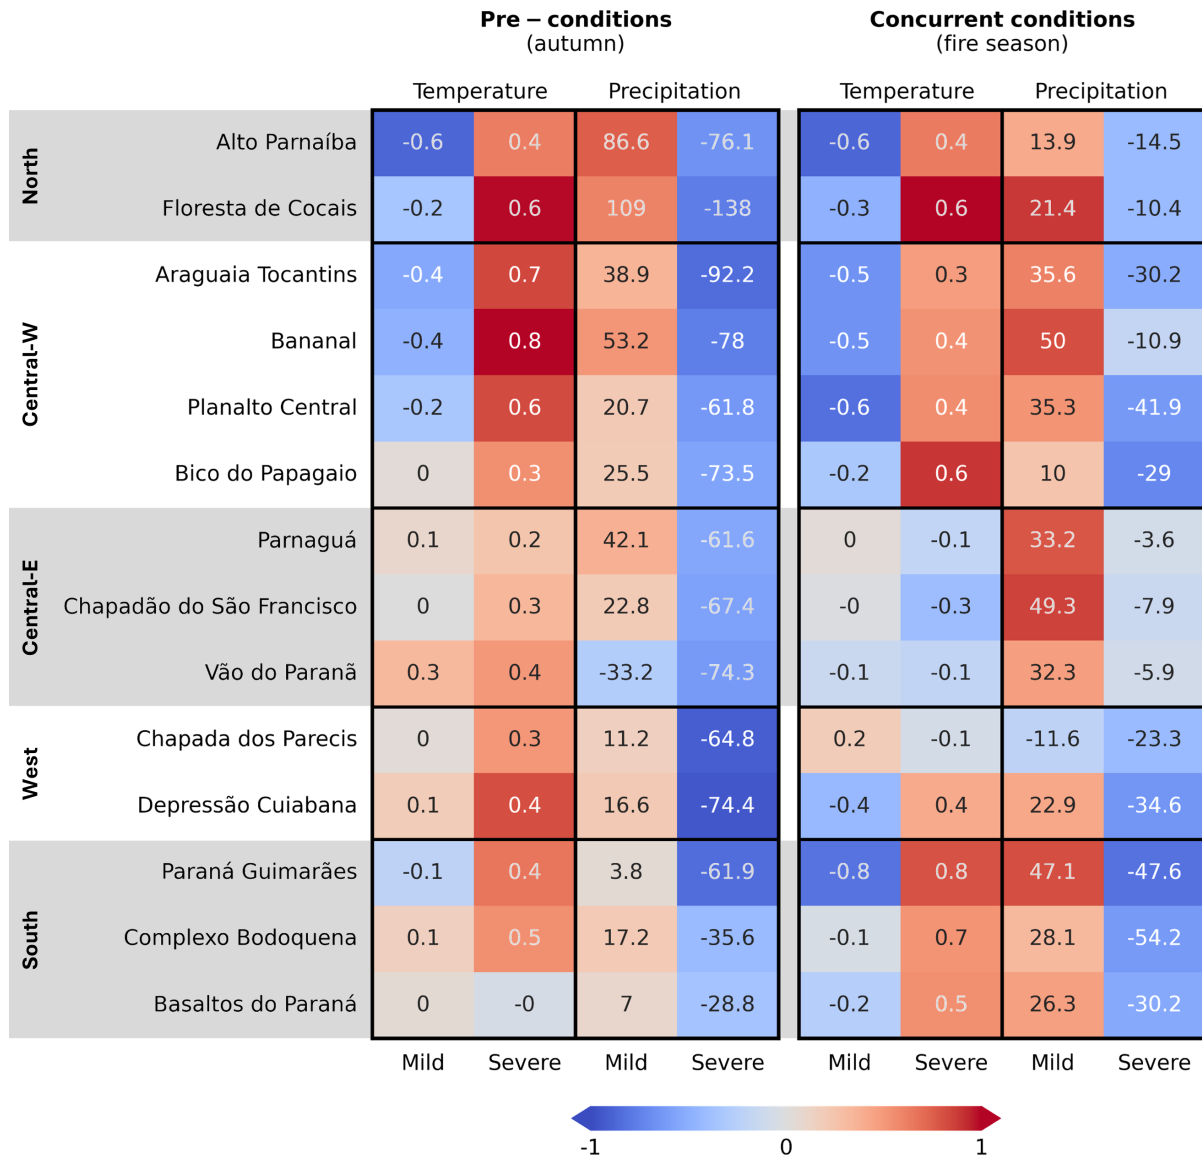 Pre – conditions
(autumn)
Concurrent conditions
(fire season)
Temperature Precipitation Temperature Precipitation
North
Alto Parnaíba -0.6 0.4 86.6 -76.1 -0.6 0.4 13.9 -14.5
Floresta de Cocais -0.2 0.6 109 -138 -0.3 0.6 21.4 -10.4
Central-W
Araguaia Tocantins -0.4 0.7 38.9 -92.2 -0.5 0.3 35.6 -30.2
Bananal -0.4 0.8 53.2 -78 -0.5 0.4 50 -10.9
Planalto Central -0.2 0.6 20.7 -61.8 -0.6 0.4 35.3 -41.9
Bico do Papagaio 0 0.3 25.5 -73.5 -0.2 0.6 10 -29
Central-E
Parnaguá 0.1 0.2 42.1 -61.6 0 -0.1 33.2 -3.6
Chapadão do São Francisco 0 0.3 22.8 -67.4 -0 -0.3 49.3 -7.9
Vão do Paranã 0.3 0.4 -33.2 -74.3 -0.1 -0.1 32.3 -5.9
West
Chapada dos Parecis 0 0.3 11.2 -64.8 0.2 -0.1 -11.6 -23.3
Depressão Cuiabana 0.1 0.4 16.6 -74.4 -0.4 0.4 22.9 -34.6
South
Paraná Guimarães -0.1 0.4 3.8 -61.9 -0.8 0.8 47.1 -47.6
Complexo Bodoquena 0.1 0.5 17.2 -35.6 -0.1 0.7 28.1 -54.2
Basaltos do Paraná 0 -0 7 -28.8 -0.2 0.5 26.3 -30.2
Mild Severe Mild Severe Mild Severe Mild Severe
-1 0 1